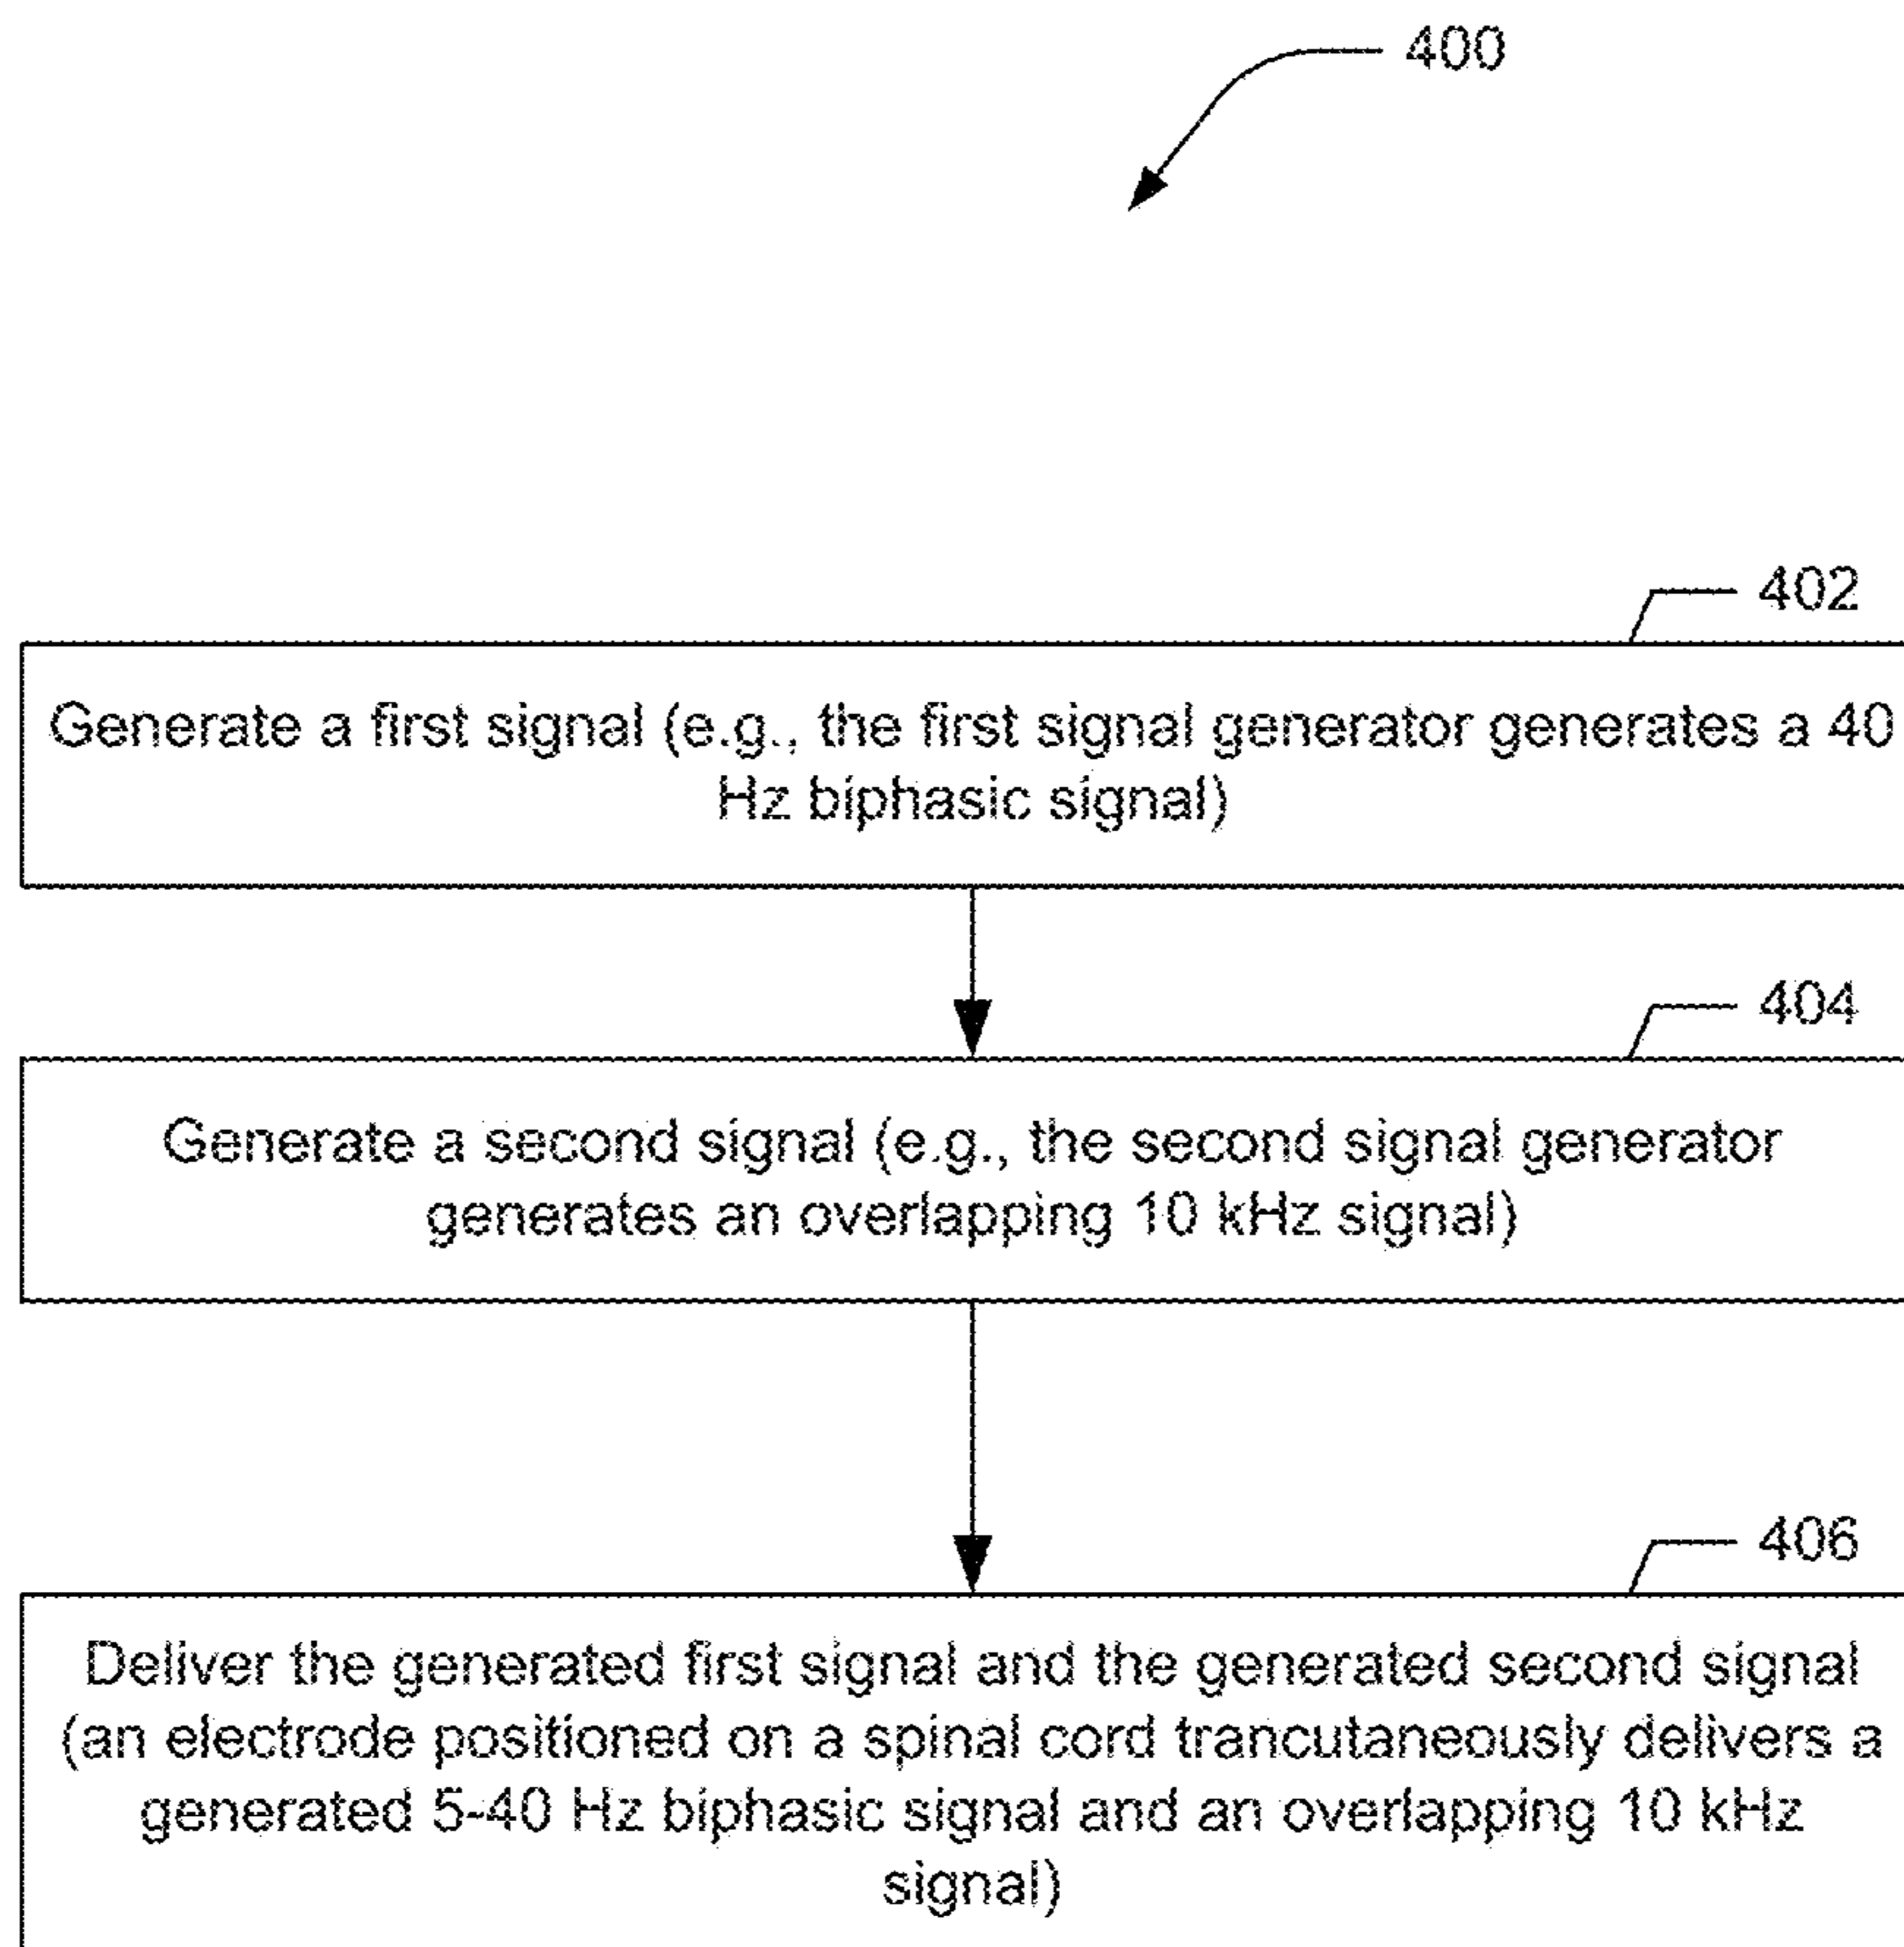 400
402
Generate a first signal (e.g., the first signal generator generates a 40
Hz biphasic signal)
404
Generate a second signal (e.g., the second signal generator
generates an overlapping 10 kHz signal)
406
Deliver the generated first signal and the generated second signal
(an electrode positioned on a spinal cord trancutaneously delivers a
generated 5-40 Hz biphasic signal and an overlapping 10 kHz
signal)